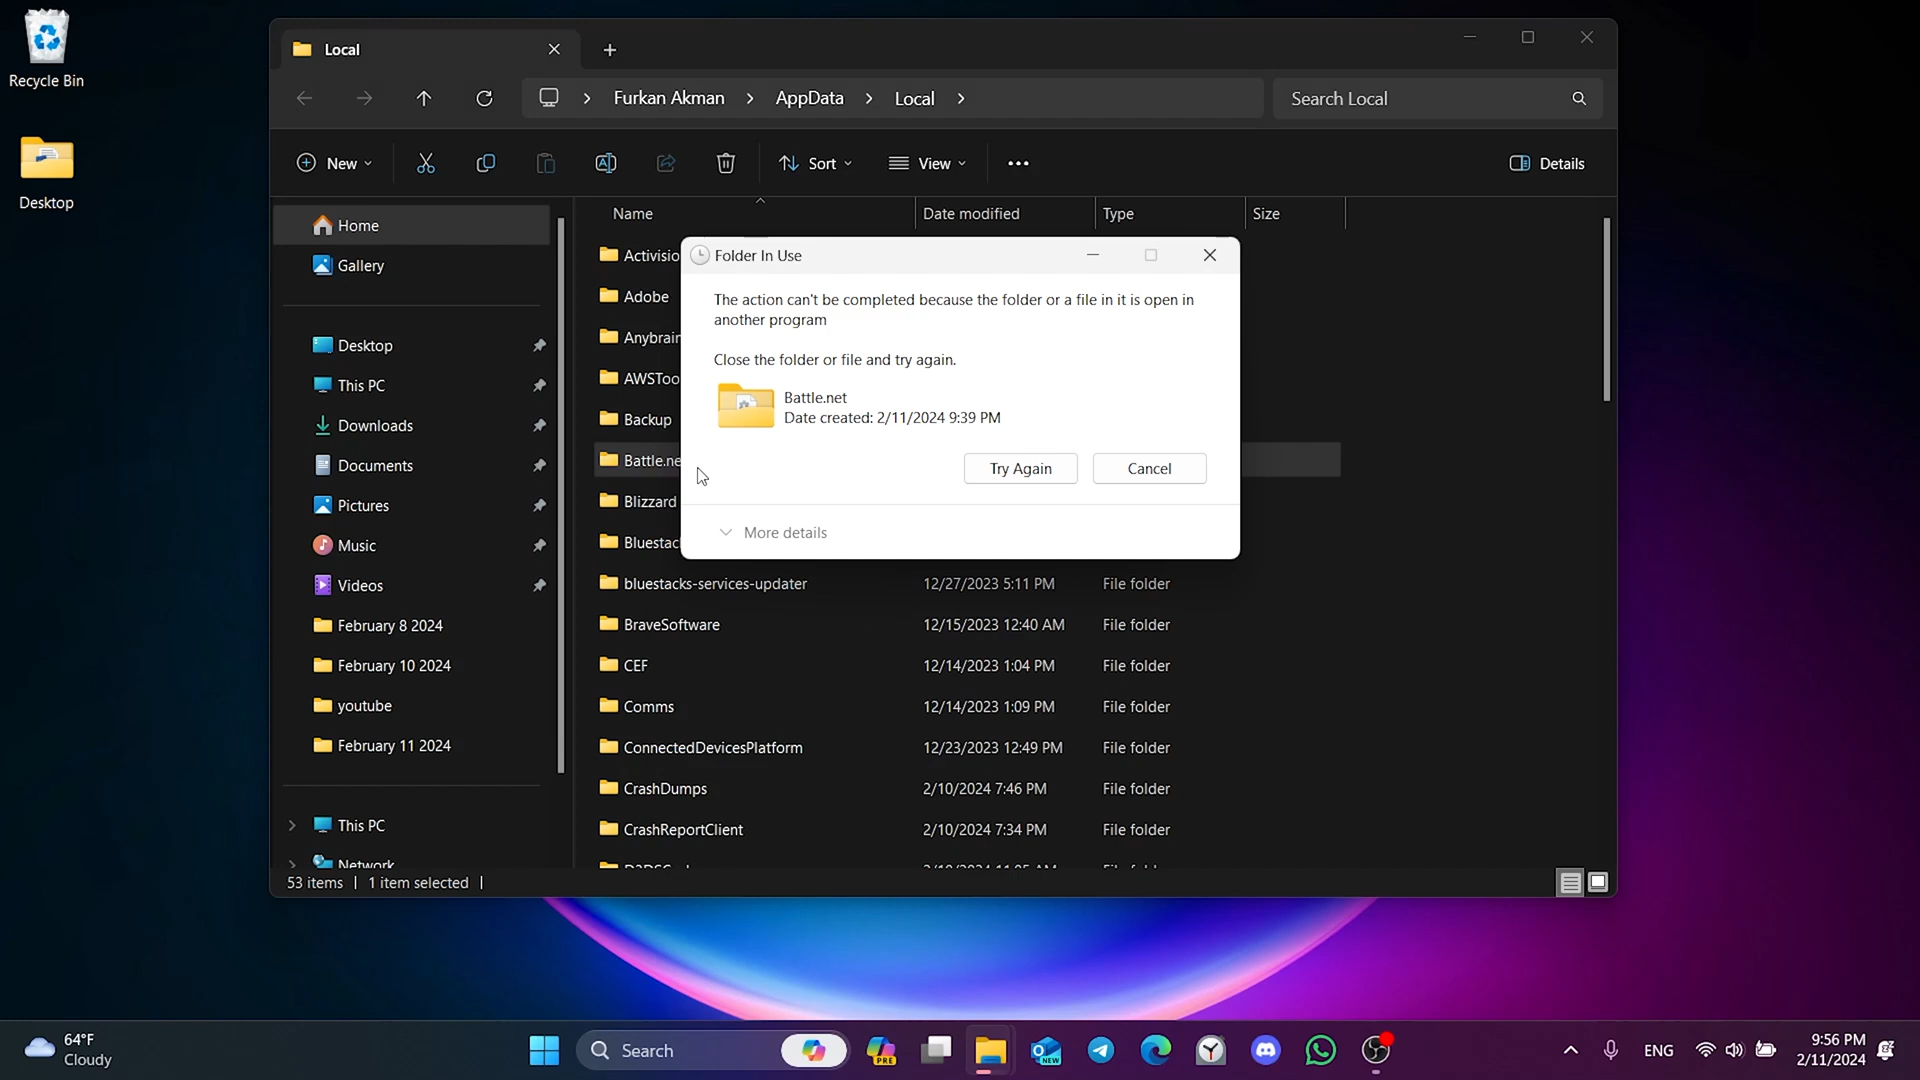 Recycle Bin
Desktop
Local
Furkan Akman
AppData
Local
Search Local
New
Sort
View
Details
Home
Gallery
Desktop
This PC
Downloads
Documents
Pictures
Music
Videos
February 8 2024
February 10 2024
youtube
February 11 2024
This PC
Network
Name
Date modified
Type
Size
Activisio
Adobe
Anybrain
AWSToo
Backup
Battle.ne
Blizzard
Bluestac
bluestacks-services-updater 12/27/2023 5:11 PM File folder
BraveSoftware 12/15/2023 12:40 AM File folder
CEF 12/14/2023 1:04 PM File folder
Comms 12/14/2023 1:09 PM File folder
ConnectedDevicesPlatform 12/23/2023 12:49 PM File folder
CrashDumps 2/10/2024 7:46 PM File folder
CrashReportClient 2/10/2024 7:34 PM File folder
Folder In Use
The action can't be completed because the folder or a file in it is open in
another program
Close the folder or file and try again.
Battle.net
Date created: 2/11/2024 9:39 PM
Try Again
Cancel
More details
53 items
1 item selected
64°F
Cloudy
Search
PRE
NEW
ENG
9:56 PM
2/11/2024